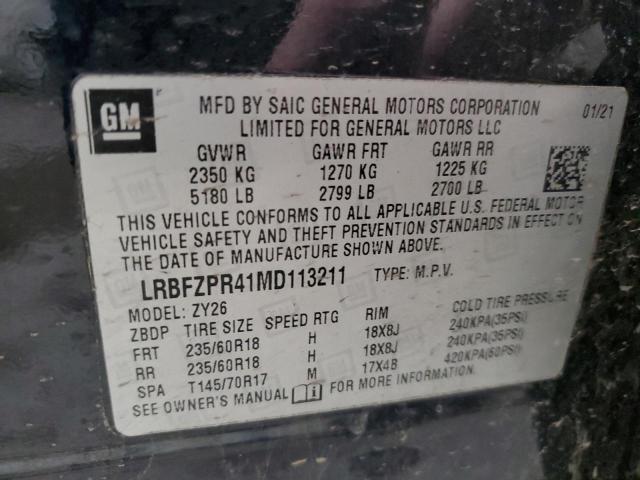 GM
MFD BY SAIC GENERAL MOTORS CORPORATION 01/21
LIMITED FOR GENERAL MOTORS LLC
GVWR GAWR FRT GAWR RR
2350 KG 1270 KG 1225 KG
5180 LB 2799 LB 2700 LB
THIS VEHICLE CONFORMS TO ALL APPLICABLE U.S. FEDERAL MOTOR
VEHICLE SAFETY AND THEFT PREVENTION STANDARDS IN EFFECT ON
THE DATE OF MANUFACTURE SHOWN ABOVE.
LRBFZPR41MD113211 TYPE: M.P.V.
MODEL: ZY26
ZBDP TIRE SIZE SPEED RTG RIM COLD TIRE PRESSURE
FRT 235/60R18 H 18X8J 240KPA(35PSI)
RR 235/60R18 H 18X8J 240KPA(35PSI)
SPA T145/70R17 M 17X4B 420KPA(60PSI)
SEE OWNER'S MANUAL FOR MORE INFORMATION.